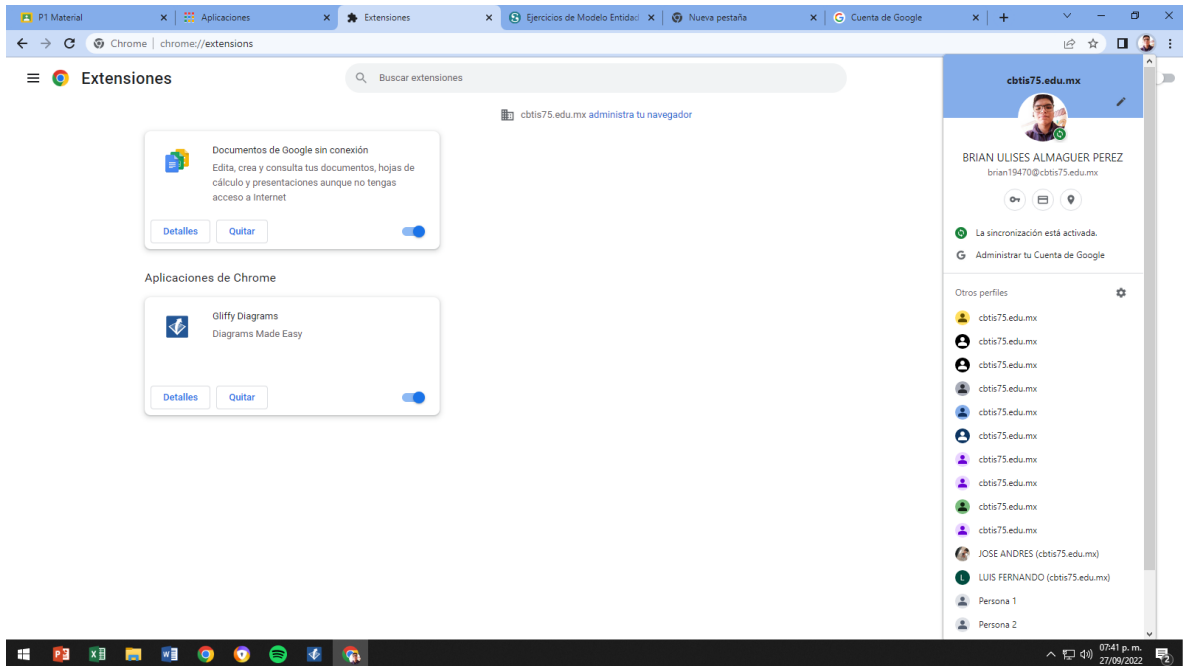 P1 Material
Aplicaciones
Extensiones
Ejercicios de Modelo Entidad
Nueva pestaña
Cuenta de Google
Chrome | chrome://extensions
Extensiones
Buscar extensiones
cbtis75.edu.mx administra tu navegador
Documentos de Google sin conexión
Edita, crea y consulta tus documentos, hojas de
cálculo y presentaciones aunque no tengas
acceso a Internet
Detalles
Quitar
Aplicaciones de Chrome
Gliffy Diagrams
Diagrams Made Easy
Detalles
Quitar
cbtis75.edu.mx
BRIAN ULISES ALMAGUER PEREZ
brian19470@cbtis75.edu.mx
La sincronización está activada.
Administrar tu Cuenta de Google
Otros perfiles
cbtis75.edu.mx
cbtis75.edu.mx
cbtis75.edu.mx
cbtis75.edu.mx
cbtis75.edu.mx
cbtis75.edu.mx
cbtis75.edu.mx
cbtis75.edu.mx
cbtis75.edu.mx
cbtis75.edu.mx
JOSE ANDRES (cbtis75.edu.mx)
L LUIS FERNANDO (cbtis75.edu.mx)
Persona 1
Persona 2
07:41 p. m.
27/09/2022
2